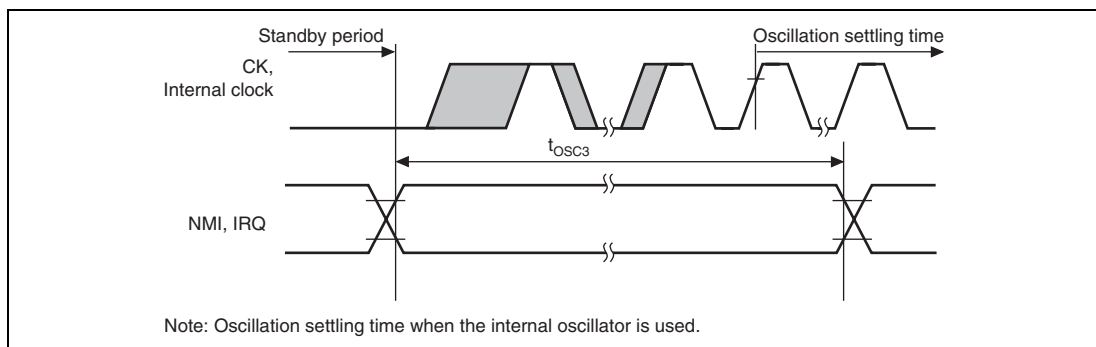 Standby period
Oscillation settling time
CK,
Internal clock
tOSC3
NMI, IRQ
Note: Oscillation settling time when the internal oscillator is used.